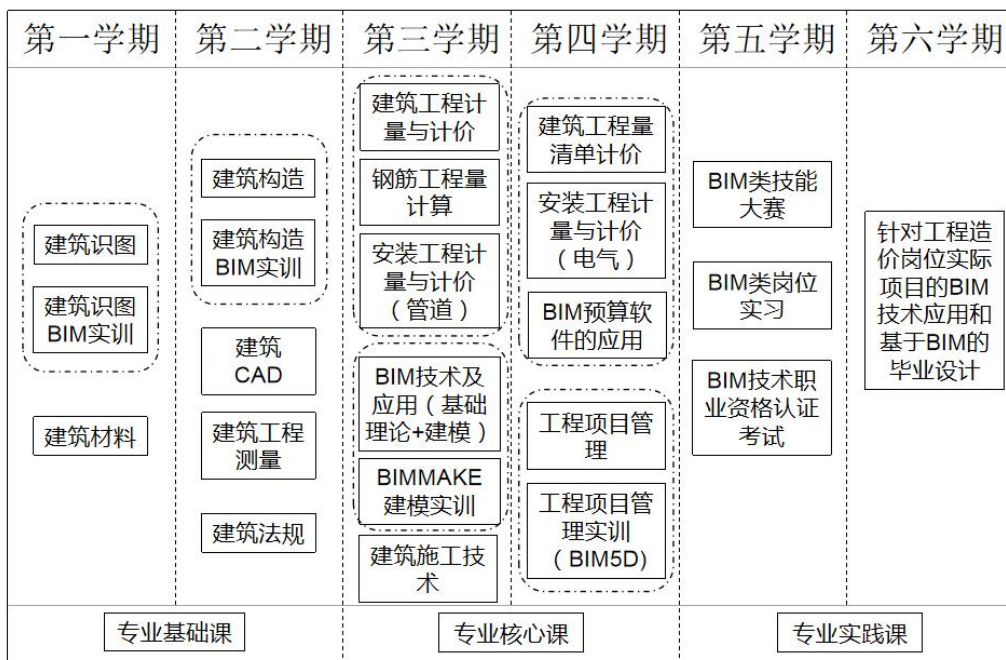 第一学期
第二学期
第三学期
第四学期
第五学期
第六学期
建筑识图
建筑识图
BIM实训
建筑材料
建筑构造
建筑构造
BIM实训
建筑
CAD
建筑工程
测量
建筑法规
建筑工程计
量与计价
钢筋工程量
计算
安装工程计
量与计价
（管道）
BIM技术及
应用（基础
理论+建模）
BIMMAKE
建模实训
建筑施工技
术
建筑工程量
清单计价
安装工程计
量与计价
（电气）
BIM预算软
件的应用
工程项目管
理
工程项目管
理实训
（BIM5D)
BIM类技能
大赛
BIM类岗位
实习
BIM技术职
业资格认证
考试
针对工程造
价岗位实际
项目的BIM
技术应用和
基于BIM的
毕业设计
专业基础课
专业核心课
专业实践课